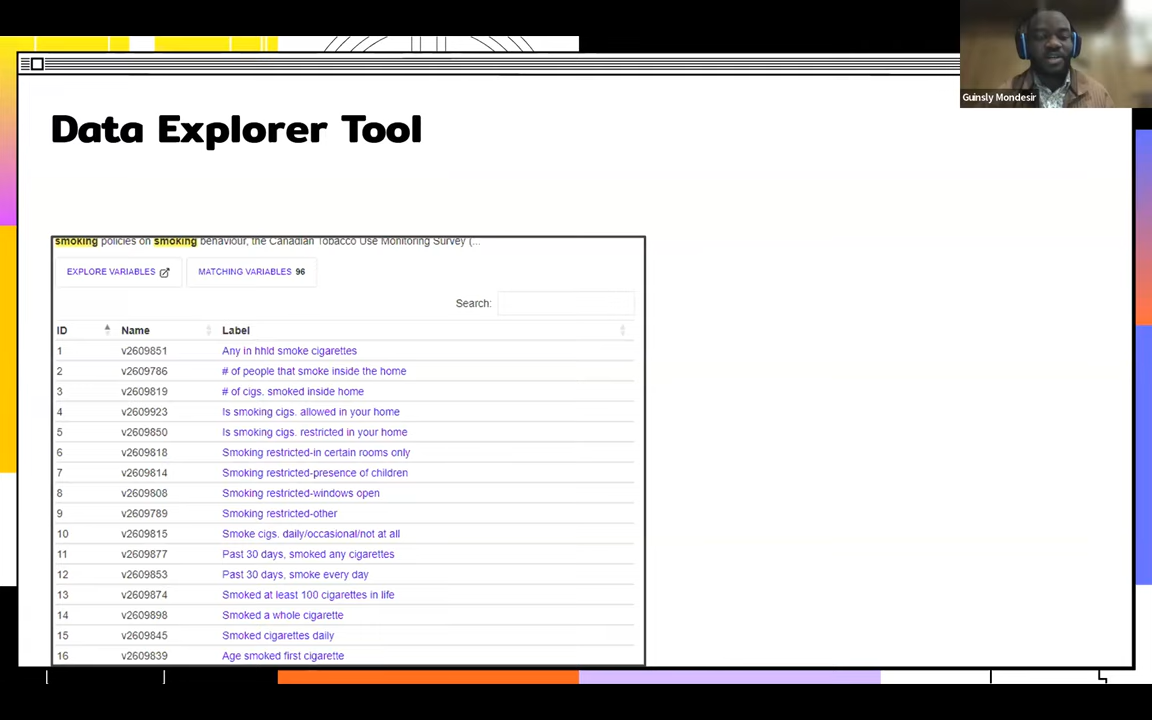 Guinsly Mondesir
Data Explorer Tool
smoking policies on smoking behaviour, the Canadian Tobacco Use Monitoring Survey (...
EXPLORE VARIABLES MATCHING VARIABLES 96
Search:
ID Name Label
1 v2609851 Any in hhld smoke cigarettes
2 v2609786 # of people that smoke inside the home
3 v2609819 # of cigs. smoked inside home
4 v2609923 Is smoking cigs. allowed in your home
5 v2609850 Is smoking cigs. restricted in your home
6 v2609818 Smoking restricted-in certain rooms only
7 v2609814 Smoking restricted-presence of children
8 v2609808 Smoking restricted-windows open
9 v2609789 Smoking restricted-other
10 v2609815 Smoke cigs. daily/occasional/not at all
11 v2609877 Past 30 days, smoked any cigarettes
12 v2609853 Past 30 days, smoke every day
13 v2609874 Smoked at least 100 cigarettes in life
14 v2609898 Smoked a whole cigarette
15 v2609845 Smoked cigarettes daily
16 v2609839 Age smoked first cigarette